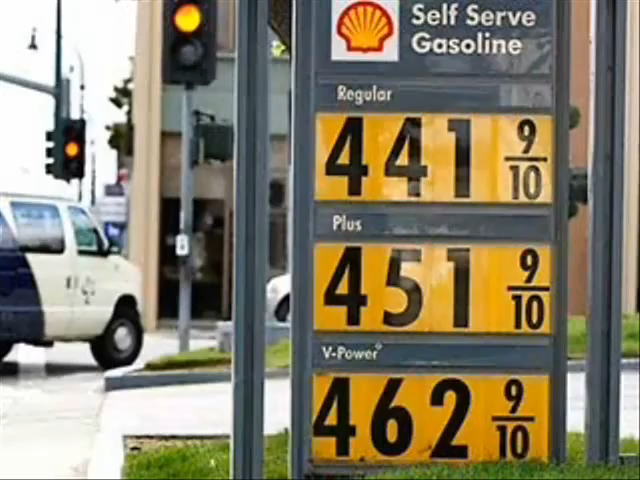 Self Serve
Gasoline
Regular
441 9/10
Plus
451 9/10
V-Power
462 9/10